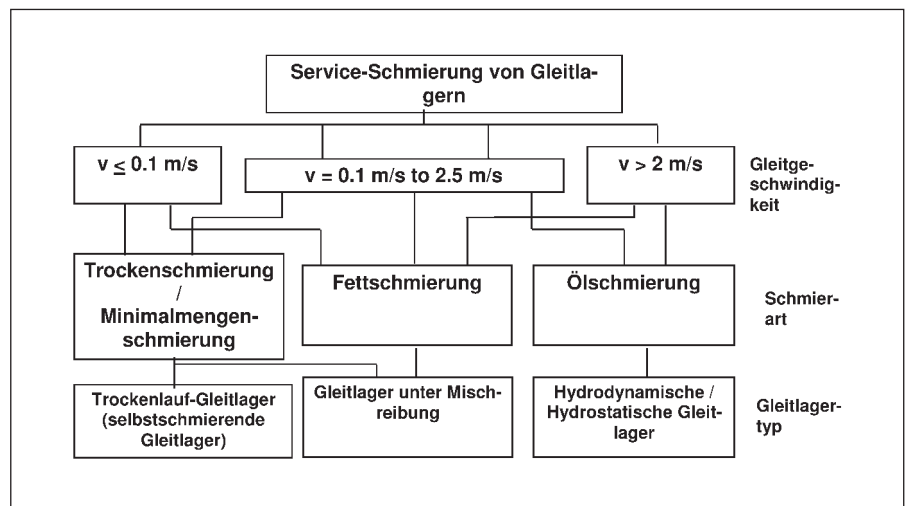 Service-Schmierung von Gleitla-
gern
v ≤ 0.1 m/s
v = 0.1 m/s to 2.5 m/s
v > 2 m/s
Gleitge-
schwindig-
keit
Trockenschmierung
/
Minimalmengen-
schmierung
Fettschmierung
Ölschmierung
Schmier-
art
Trockenlauf-Gleitlager
(selbstschmierende
Gleitlager)
Gleitlager unter Misch-
reibung
Hydrodynamische /
Hydrostatische Gleit-
lager
Gleitlager-
typ